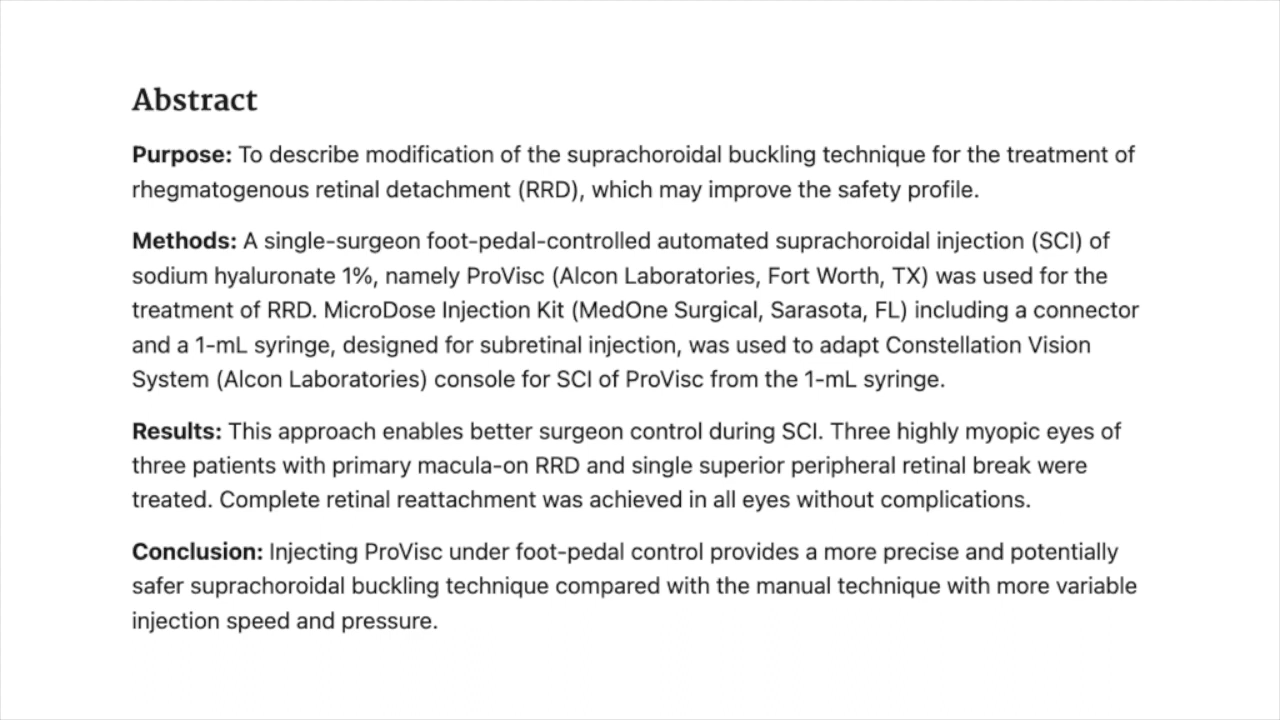 Abstract
Purpose: To describe modification of the suprachoroidal buckling technique for the treatment of
rhegmatogenous retinal detachment (RRD), which may improve the safety profile.
Methods: A single-surgeon foot-pedal-controlled automated suprachoroidal injection (SCI) of
sodium hyaluronate 1%, namely ProVisc (Alcon Laboratories, Fort Worth, TX) was used for the
treatment of RRD. MicroDose Injection Kit (MedOne Surgical, Sarasota, FL) including a connector
and a 1-mL syringe, designed for subretinal injection, was used to adapt Constellation Vision
System (Alcon Laboratories) console for SCI of ProVisc from the 1-mL syringe.
Results: This approach enables better surgeon control during SCI. Three highly myopic eyes of
three patients with primary macula-on RRD and single superior peripheral retinal break were
treated. Complete retinal reattachment was achieved in all eyes without complications.
Conclusion: Injecting ProVisc under foot-pedal control provides a more precise and potentially
safer suprachoroidal buckling technique compared with the manual technique with more variable
injection speed and pressure.